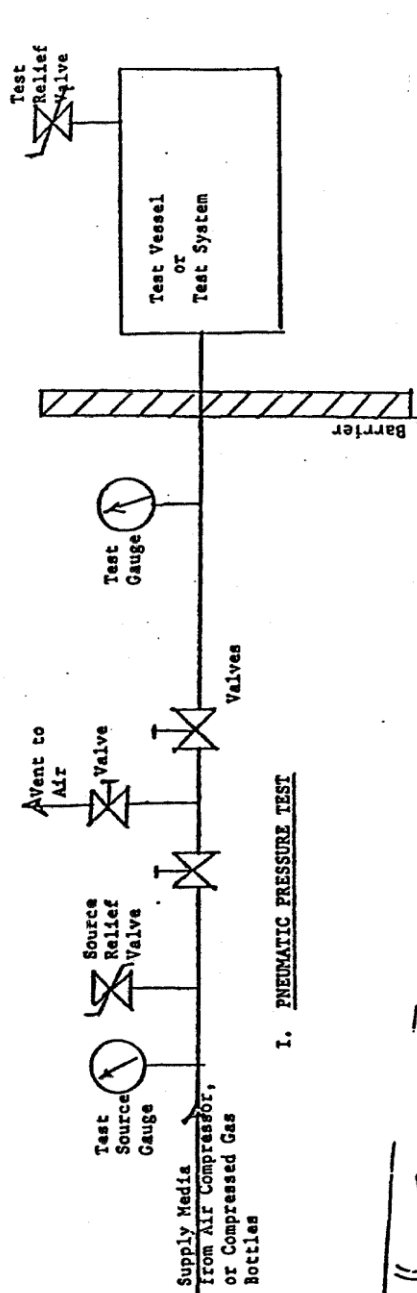 Test
Relief
Valve
Test Vessel
or
Test System
Barrier
Test
Gauge
Valves
Vent to
Air
Valve
Source
Relief
Valve
Test
Source
Gauge
Supply Media
from Air Compressor,
or Compressed Gas
Bottles
I. PNEUMATIC PRESSURE TEST